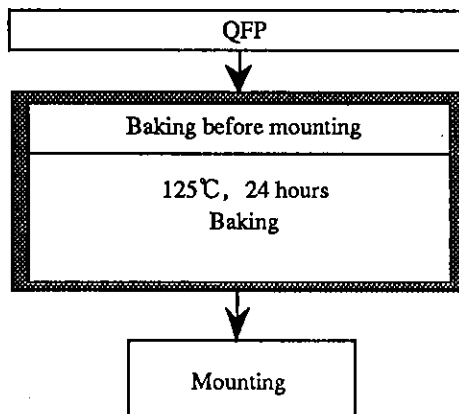 QFP
Baking before mounting
125℃, 24 hours
Baking
Mounting